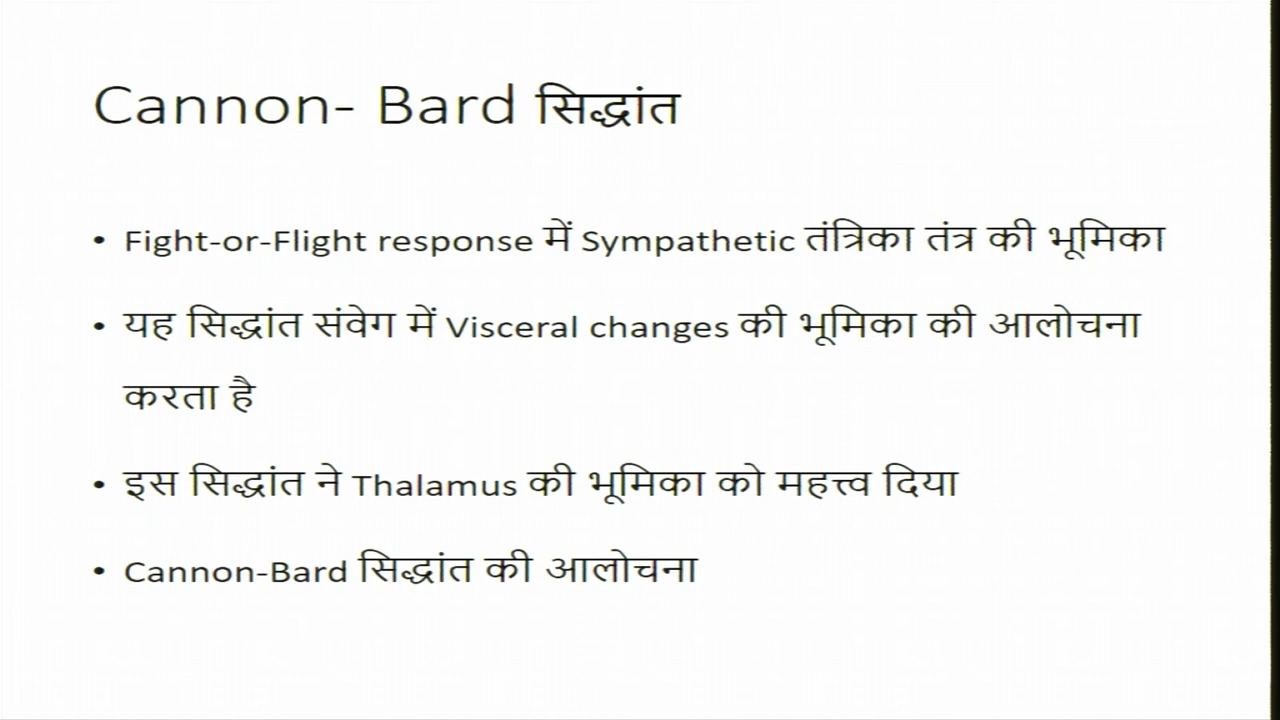 Cannon- Bard सिद्धांत
• Fight-or-Flight response में Sympathetic तंत्रिका तंत्र की भूमिका
• यह सिद्धांत संवेग में Visceral changes की भूमिका की आलोचना
करता है
• इस सिद्धांत ने Thalamus की भूमिका को महत्त्व दिया
• Cannon-Bard सिद्धांत की आलोचना